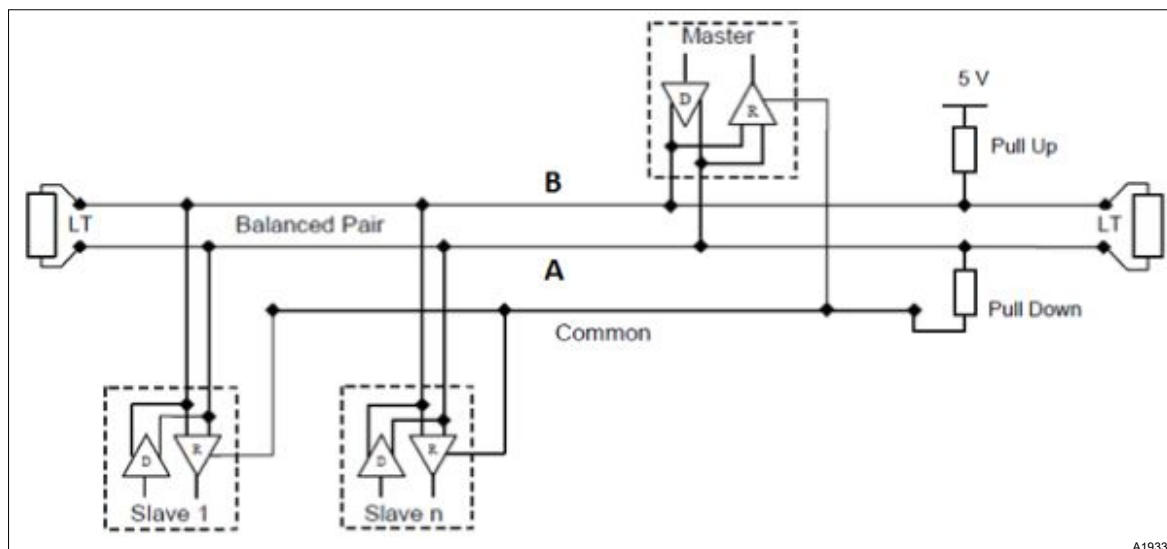 Master
D
R
5 V
Pull Up
B
LT
Balanced Pair
LT
A
Pull Down
Common
D
R
Slave 1
D
R
Slave n
A1933